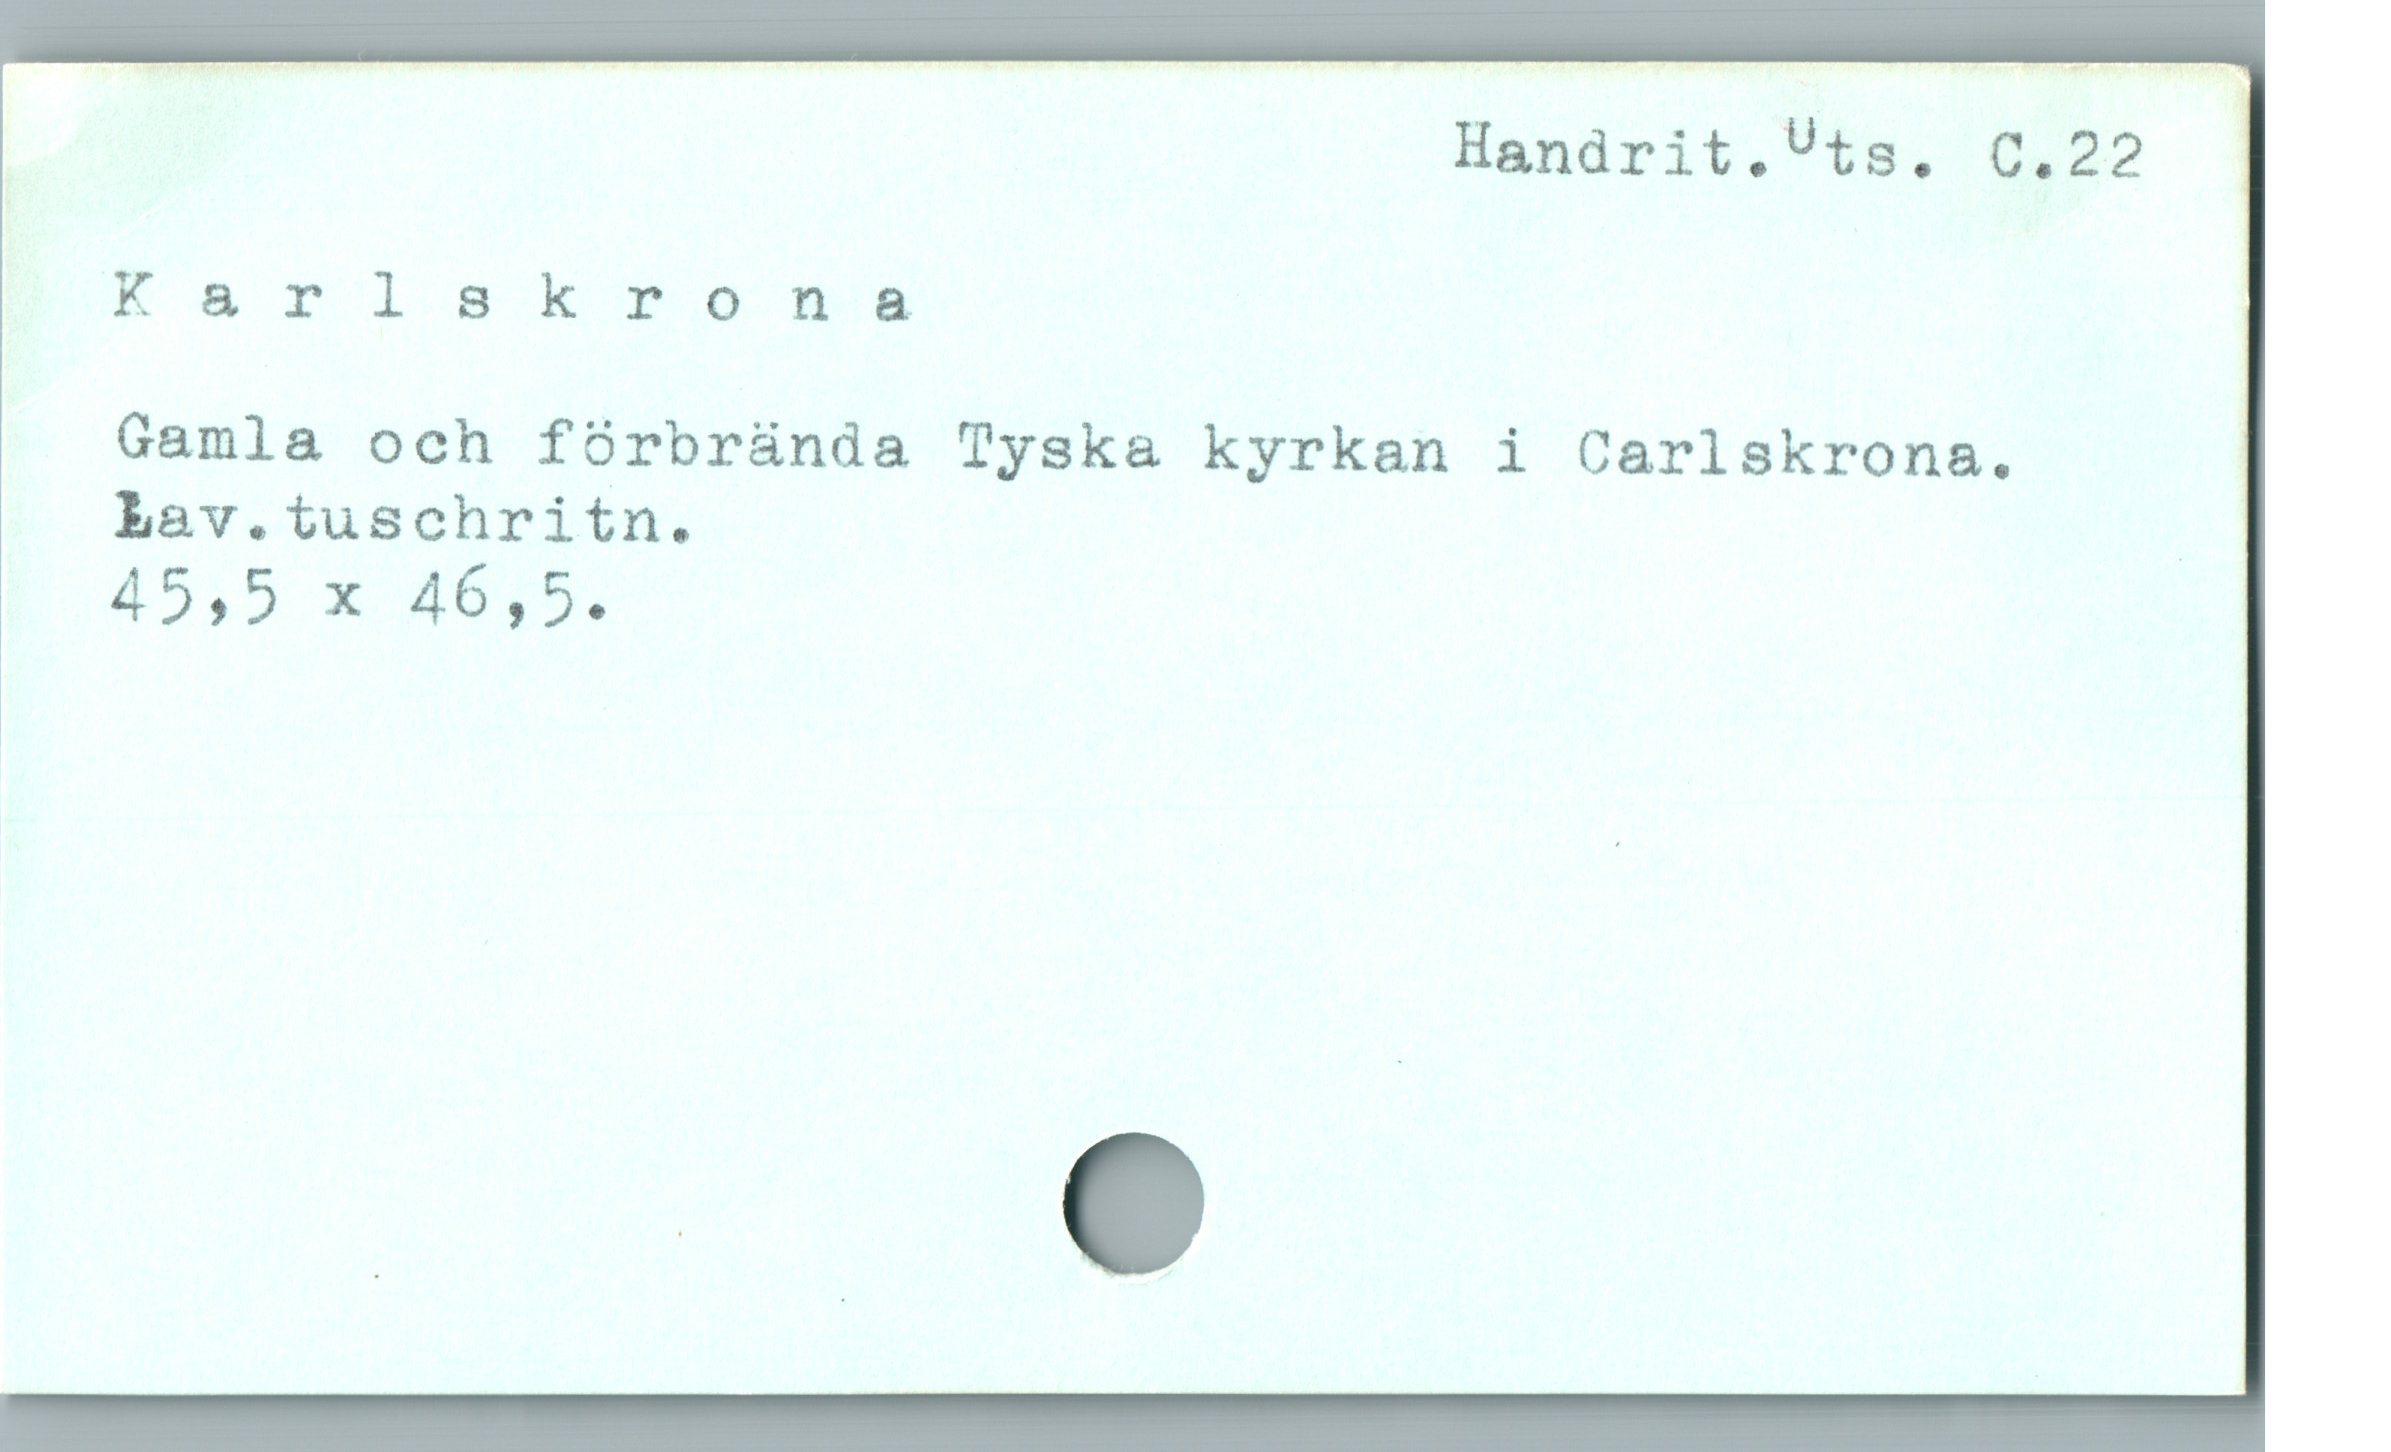 Handrit.Uts. C.22
K a r l s k r o n a
Gamla och förbrända Tyska kyrkan i Carlskrona.
Lav.tuschritn.
45,5 x 46,5.